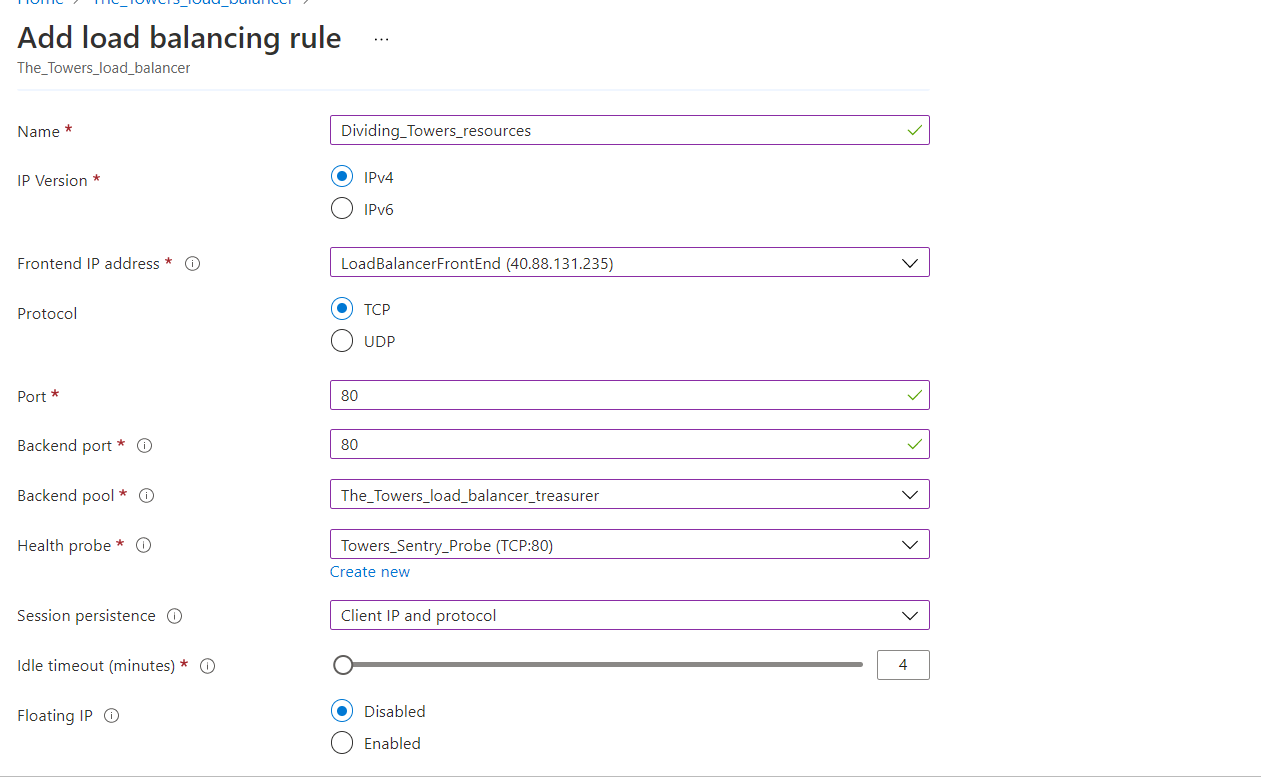 Home > The_Towers_load_balancer >
Add load balancing rule ...
The_Towers_load_balancer
Name * Dividing_Towers_resources
IP Version * IPv4
IPv6
Frontend IP address * LoadBalancerFrontEnd (40.88.131.235)
Protocol TCP
UDP
Port * 80
Backend port * 80
Backend pool * The_Towers_load_balancer_treasurer
Health probe * Towers_Sentry_Probe (TCP:80)
Create new
Session persistence Client IP and protocol
Idle timeout (minutes) * 4
Floating IP Disabled
Enabled